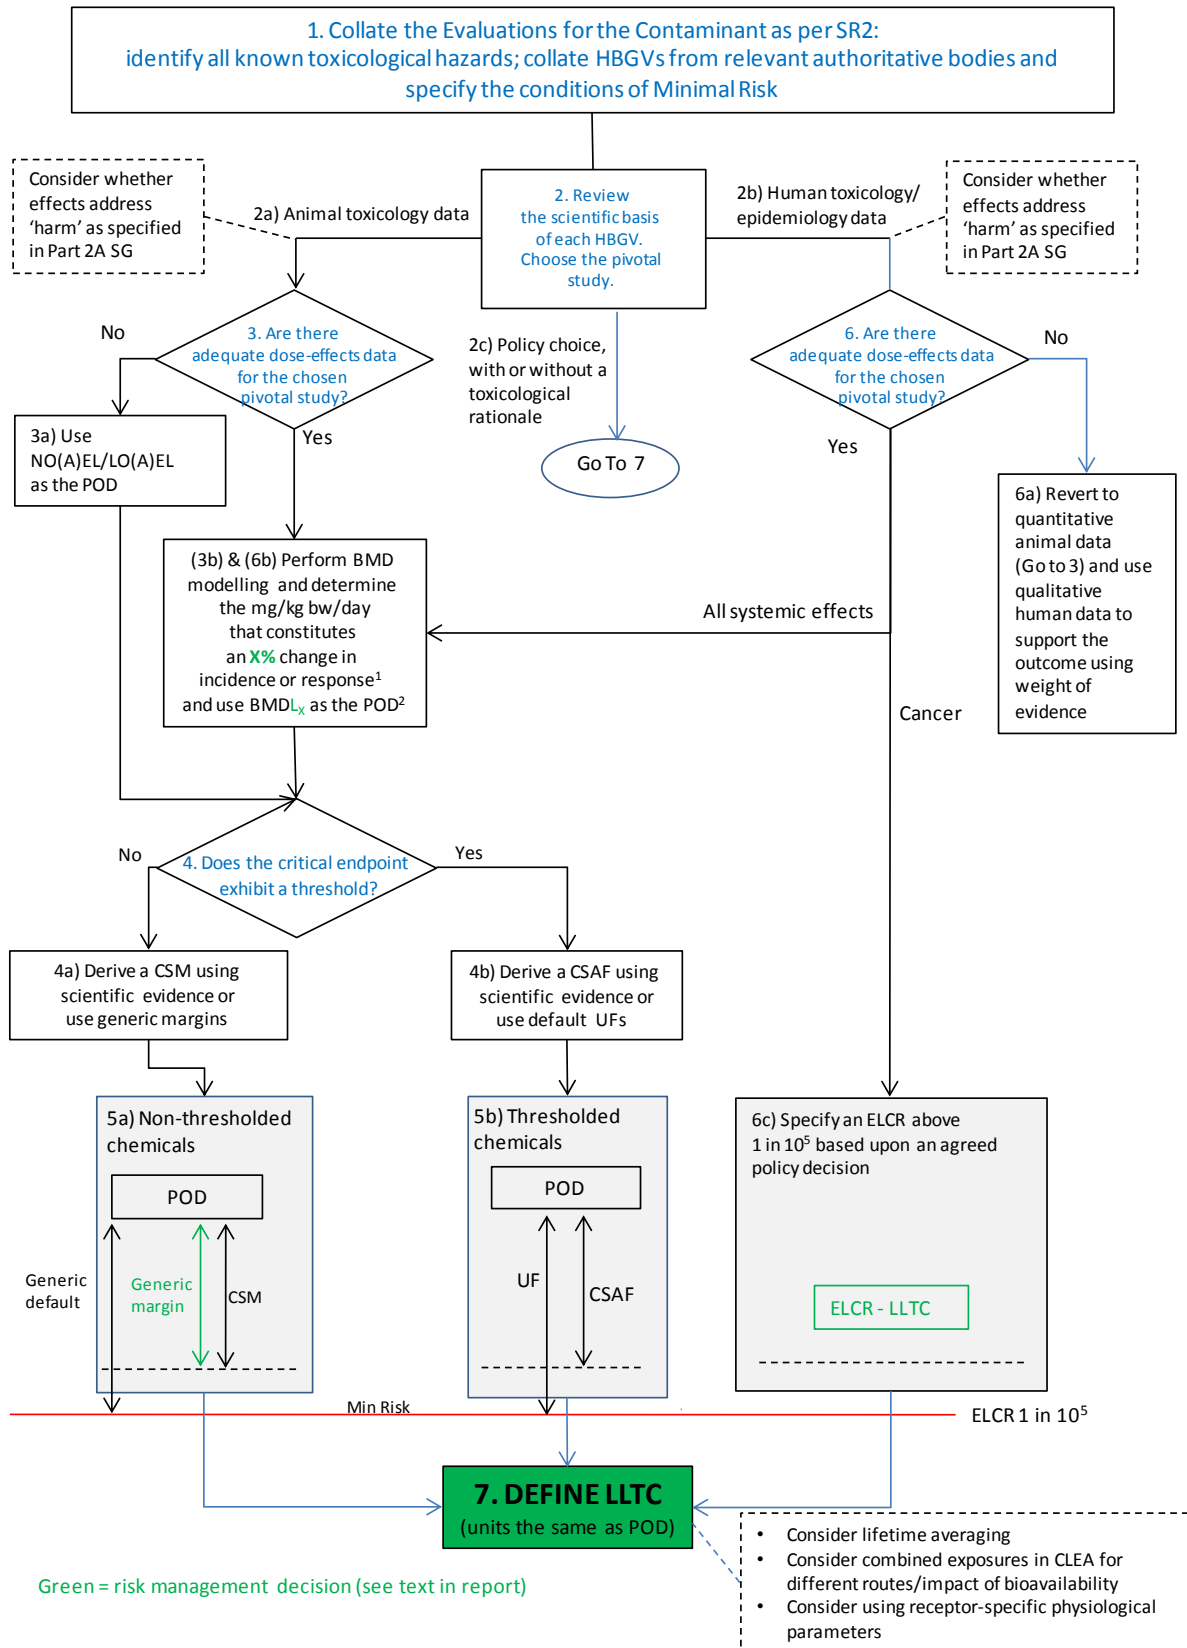 1. Collate the Evaluations for the Contaminant as per SR2:
identify all known toxicological hazards; collate HBGVs from relevant authoritative bodies and
specify the conditions of Minimal Risk
Consider whether
effects address
‘harm’ as specified
in Part 2A SG
2a) Animal toxicology data
2. Review
the scientific basis
of each HBGV.
Choose the pivotal
study.
2b) Human toxicology/
epidemiology data
Consider whether
effects address
‘harm’ as specified
in Part 2A SG
No
3. Are there
adequate dose-effects data
for the chosen
pivotal study?
Yes
2c) Policy choice,
with or without a
toxicological
rationale
Go To 7
6. Are there
adequate dose-effects data
for the chosen
pivotal study?
No
Yes
3a) Use
NO(A)EL/LO(A)EL
as the POD
6a) Revert to
quantitative
animal data
(Go to 3) and use
qualitative
human data to
support the
outcome using
weight of
evidence
(3b) & (6b) Perform BMD
modelling and determine
the mg/kg bw/day
that constitutes
an X% change in
incidence or response1
and use BMDLX as the POD2
All systemic effects
Cancer
No
4. Does the critical endpoint
exhibit a threshold?
Yes
4a) Derive a CSM using
scientific evidence or
use generic margins
4b) Derive a CSAF using
scientific evidence or
use default UFs
5a) Non-thresholded
chemicals
POD
Generic
default
Generic
margin
CSM
5b) Thresholded
chemicals
POD
UF
CSAF
6c) Specify an ELCR above
1 in 105 based upon an agreed
policy decision
ELCR - LLTC
Min Risk
ELCR 1 in 105
7. DEFINE LLTC
(units the same as POD)
• Consider lifetime averaging
• Consider combined exposures in CLEA for
different routes/impact of bioavailability
• Consider using receptor-specific physiological
parameters
Green = risk management decision (see text in report)